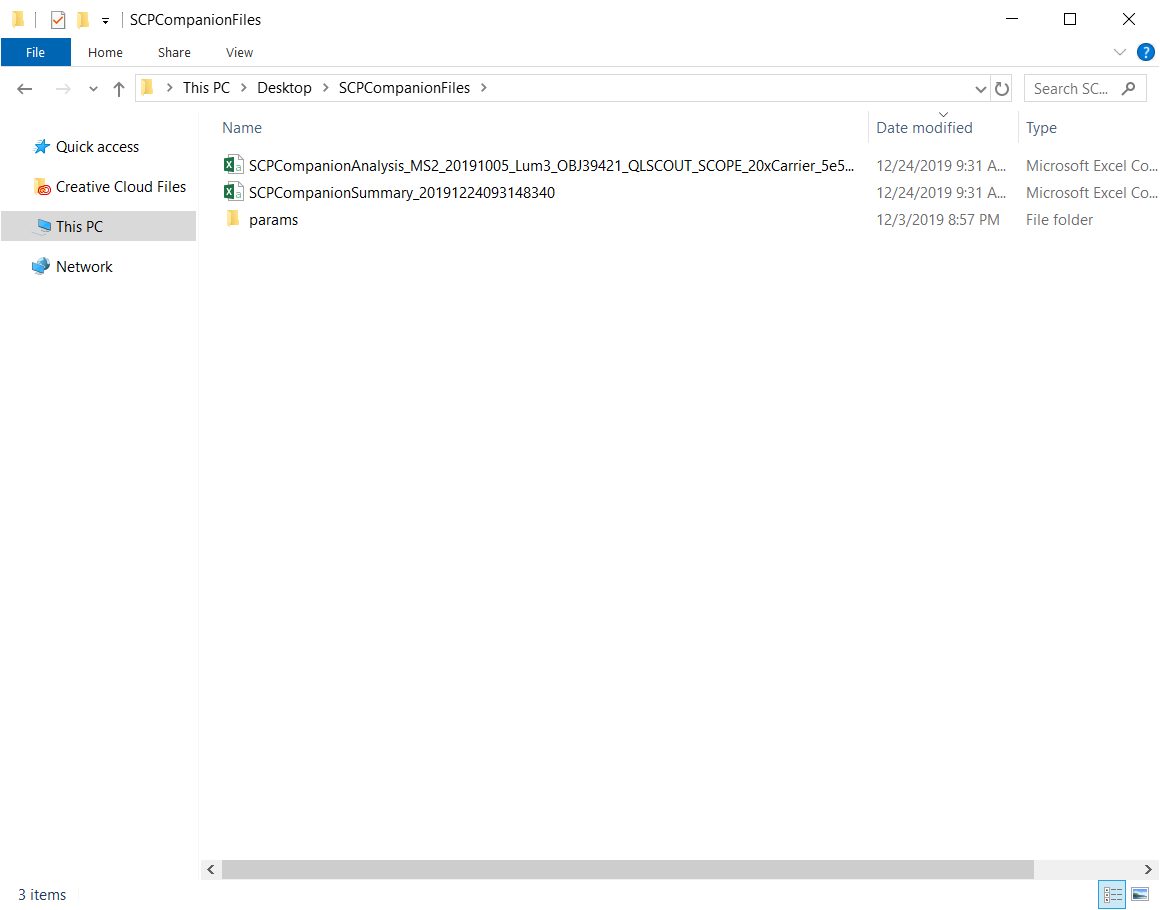 SCPCompanionFiles
File Home Share View
?
This PC Desktop SCPCompanionFiles Search SC...
Name Date modified Type
Quick access
Creative Cloud Files
This PC
Network
SCPCompanionAnalysis_MS2_20191005_Lum3_OBJ39421_QLSCOUT_SCOPE_20xCarrier_5e5... 12/24/2019 9:31 A... Microsoft Excel Co...
SCPCompanionSummary_20191224093148340 12/24/2019 9:31 A... Microsoft Excel Co...
params 12/3/2019 8:57 PM File folder
3 items